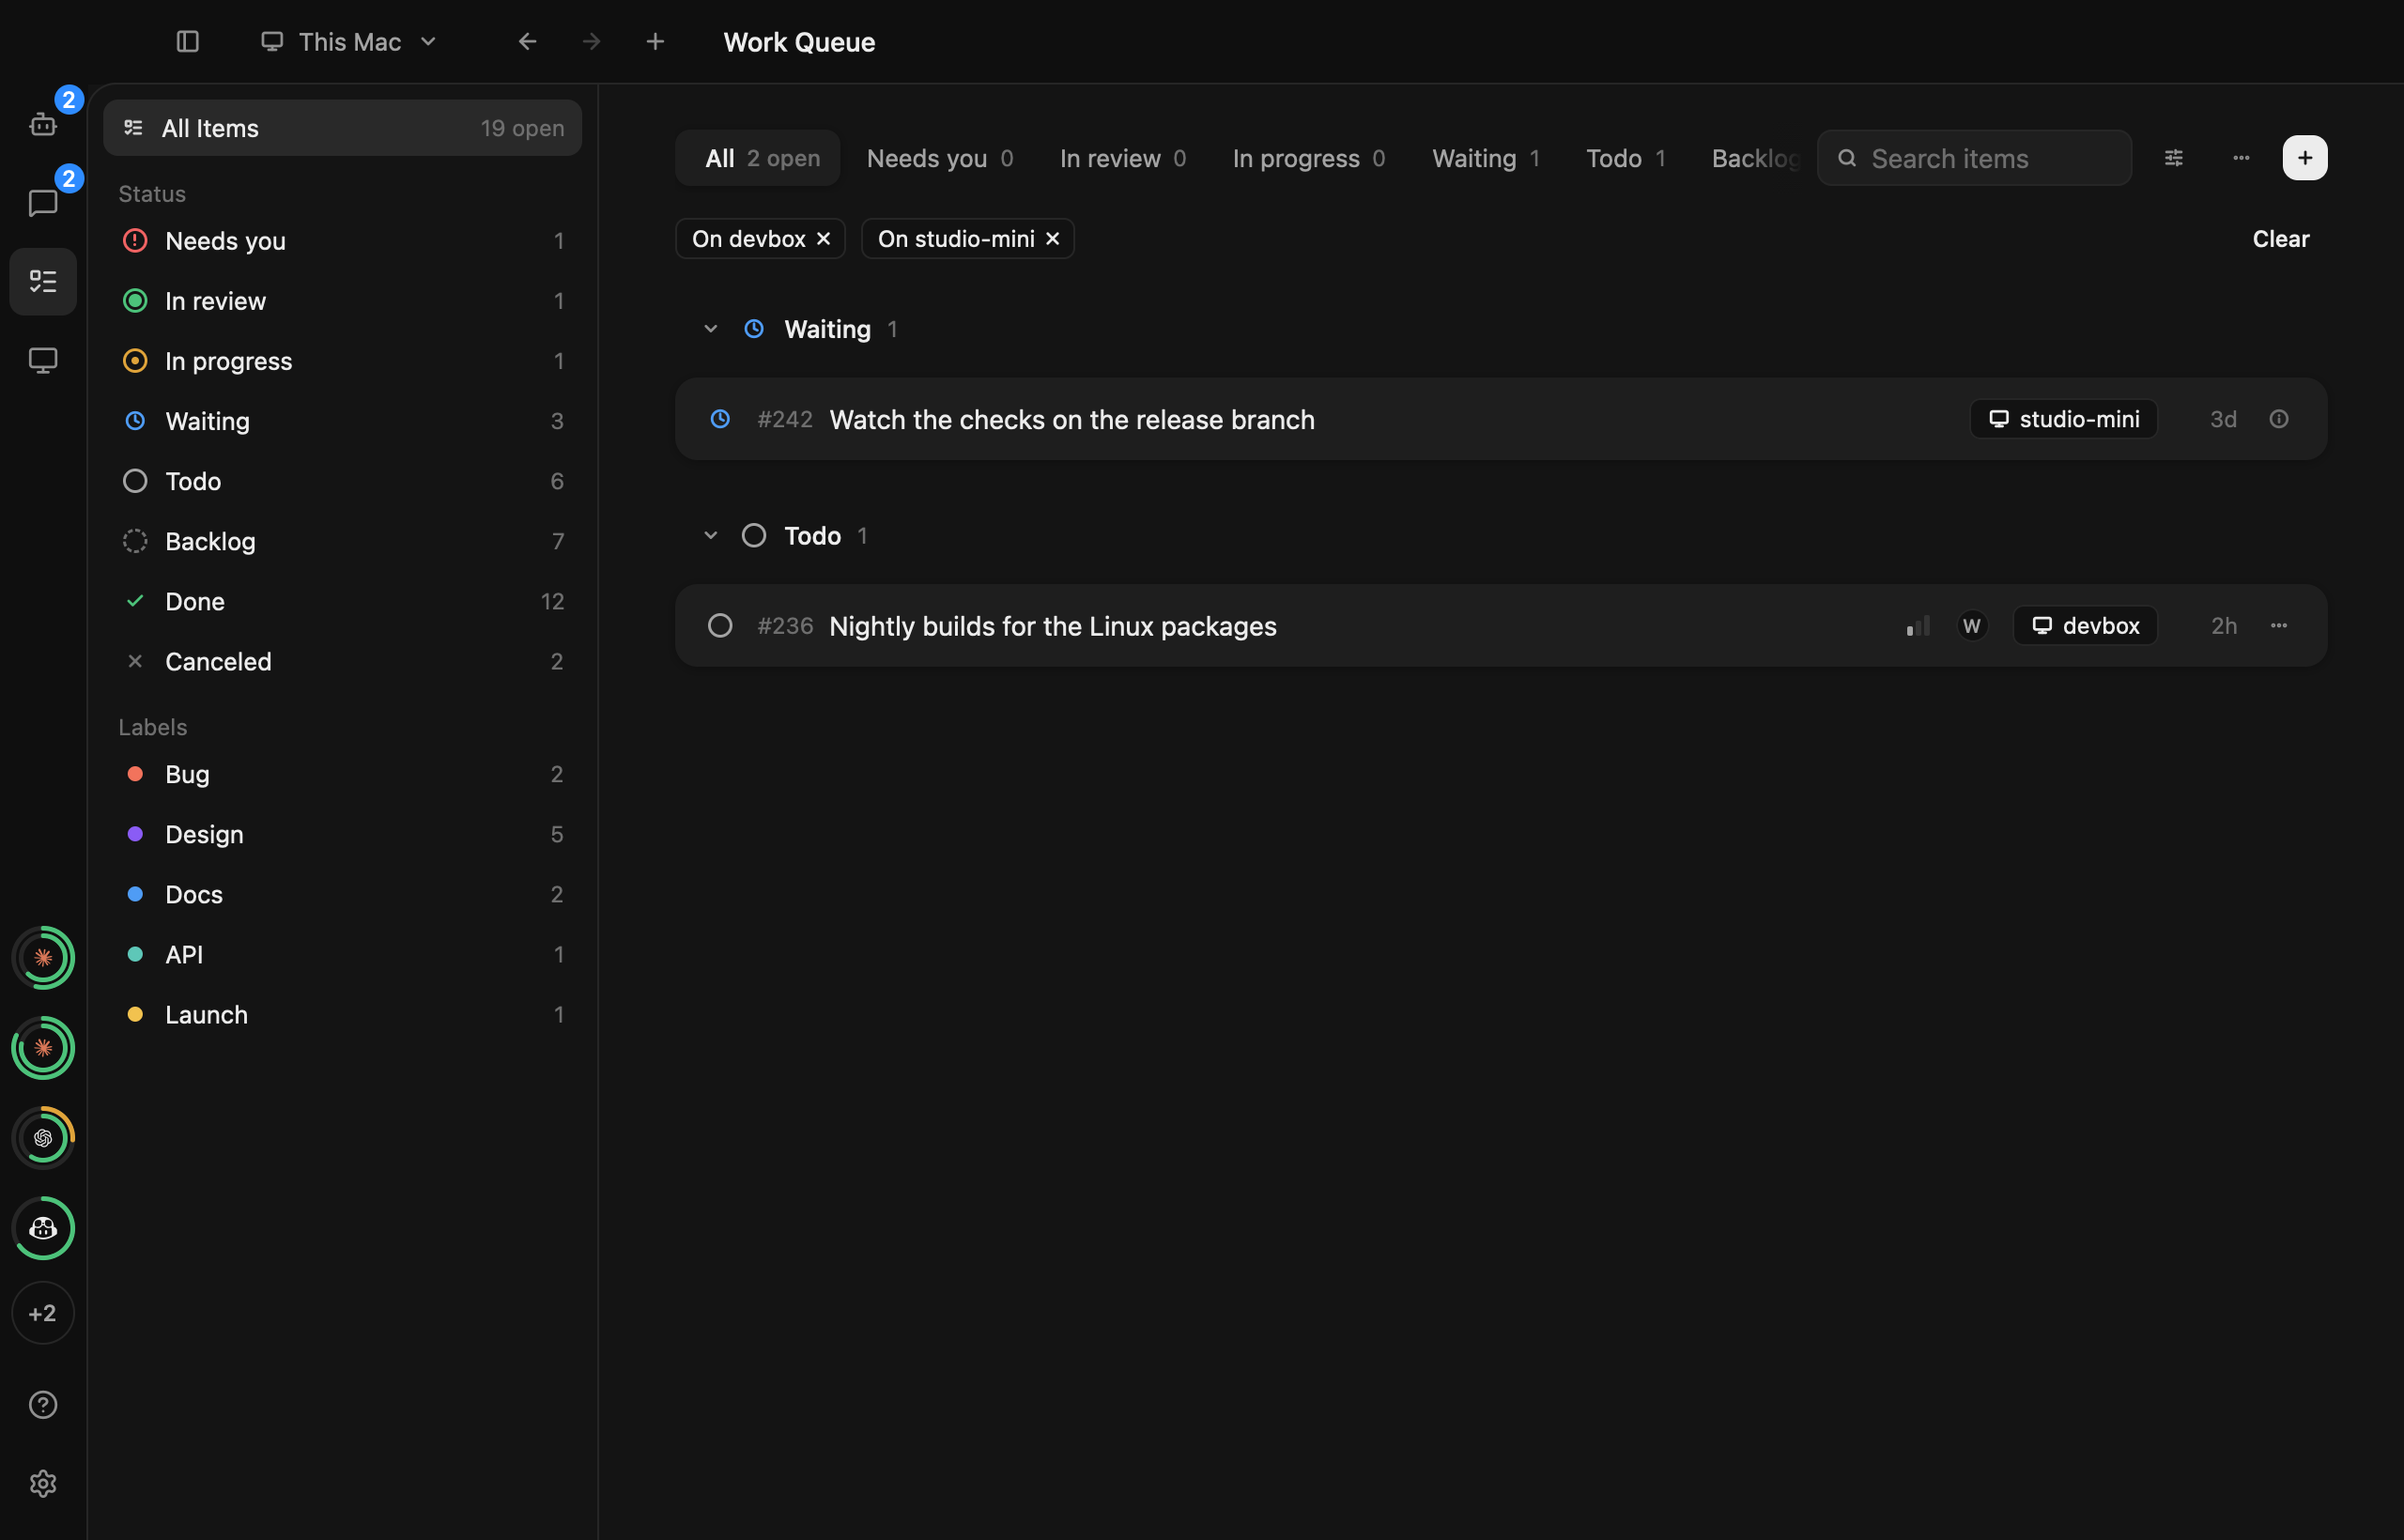 This Mac
Work Queue
2
2
All Items 19 open
Status
Needs you 1
In review 1
In progress 1
Waiting 3
Todo 6
Backlog 7
Done 12
Canceled 2
Labels
Bug 2
Design 5
Docs 2
API 1
Launch 1
+2
All 2 open Needs you 0 In review 0 In progress 0 Waiting 1 Todo 1 Backlog Search items
On devbox On studio-mini Clear
Waiting 1
#242 Watch the checks on the release branch studio-mini 3d
Todo 1
#236 Nightly builds for the Linux packages W devbox 2h